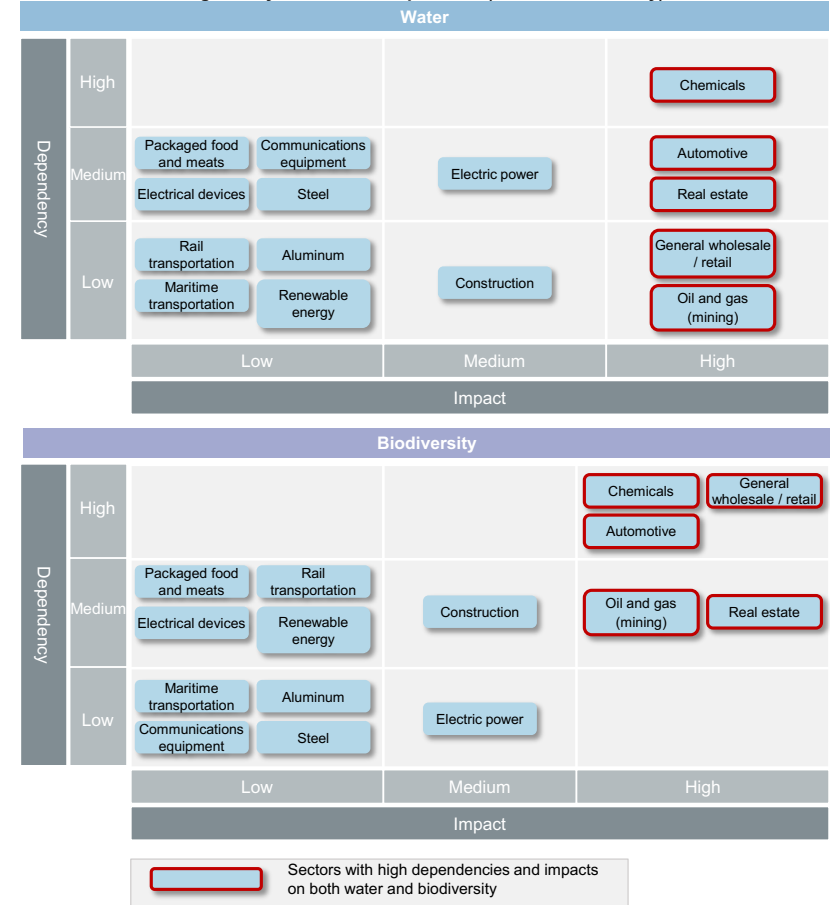 Water
Dependency
High
Chemicals
Medium
Packaged food
and meats
Communications
equipment
Electrical devices
Steel
Electric power
Automotive
Real estate
Low
Rail
transportation
Aluminum
Maritime
transportation
Renewable
energy
Construction
General wholesale
/ retail
Oil and gas
(mining)
Low
Medium
High
Impact
Biodiversity
Dependency
High
Chemicals
General
wholesale / retail
Automotive
Medium
Packaged food
and meats
Rail
transportation
Electrical devices
Renewable
energy
Construction
Oil and gas
(mining)
Real estate
Low
Maritime
transportation
Aluminum
Communications
equipment
Steel
Electric power
Low
Medium
High
Impact
Sectors with high dependencies and impacts
on both water and biodiversity